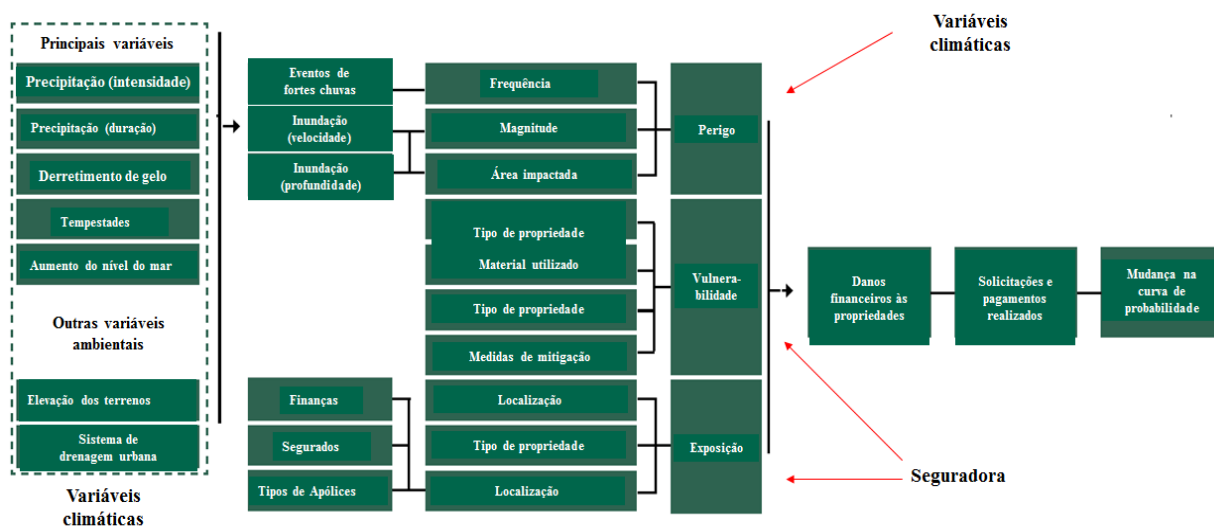 Principais variáveis
Precipitação (intensidade)
Precipitação (duração)
Derretimento de gelo
Tempestades
Aumento do nível do mar
Outras variáveis
ambientais
Elevação dos terrenos
Sistema de
drenagem urbana
Variáveis
climáticas
Eventos de
fortes chuvas
Inundação
(velocidade)
Inundação
(profundidade)
Finanças
Segurados
Tipos de Apólices
Frequência
Magnitude
Área impactada
Tipo de propriedade
Material utilizado
Tipo de propriedade
Medidas de mitigação
Localização
Tipo de propriedade
Localização
Perigo
Vulnera-
bilidade
Exposição
Variáveis
climáticas
Danos
financeiros às
propriedades
Solicitações e
pagamentos
realizados
Mudança na
curva de
probabilidade
Seguradora